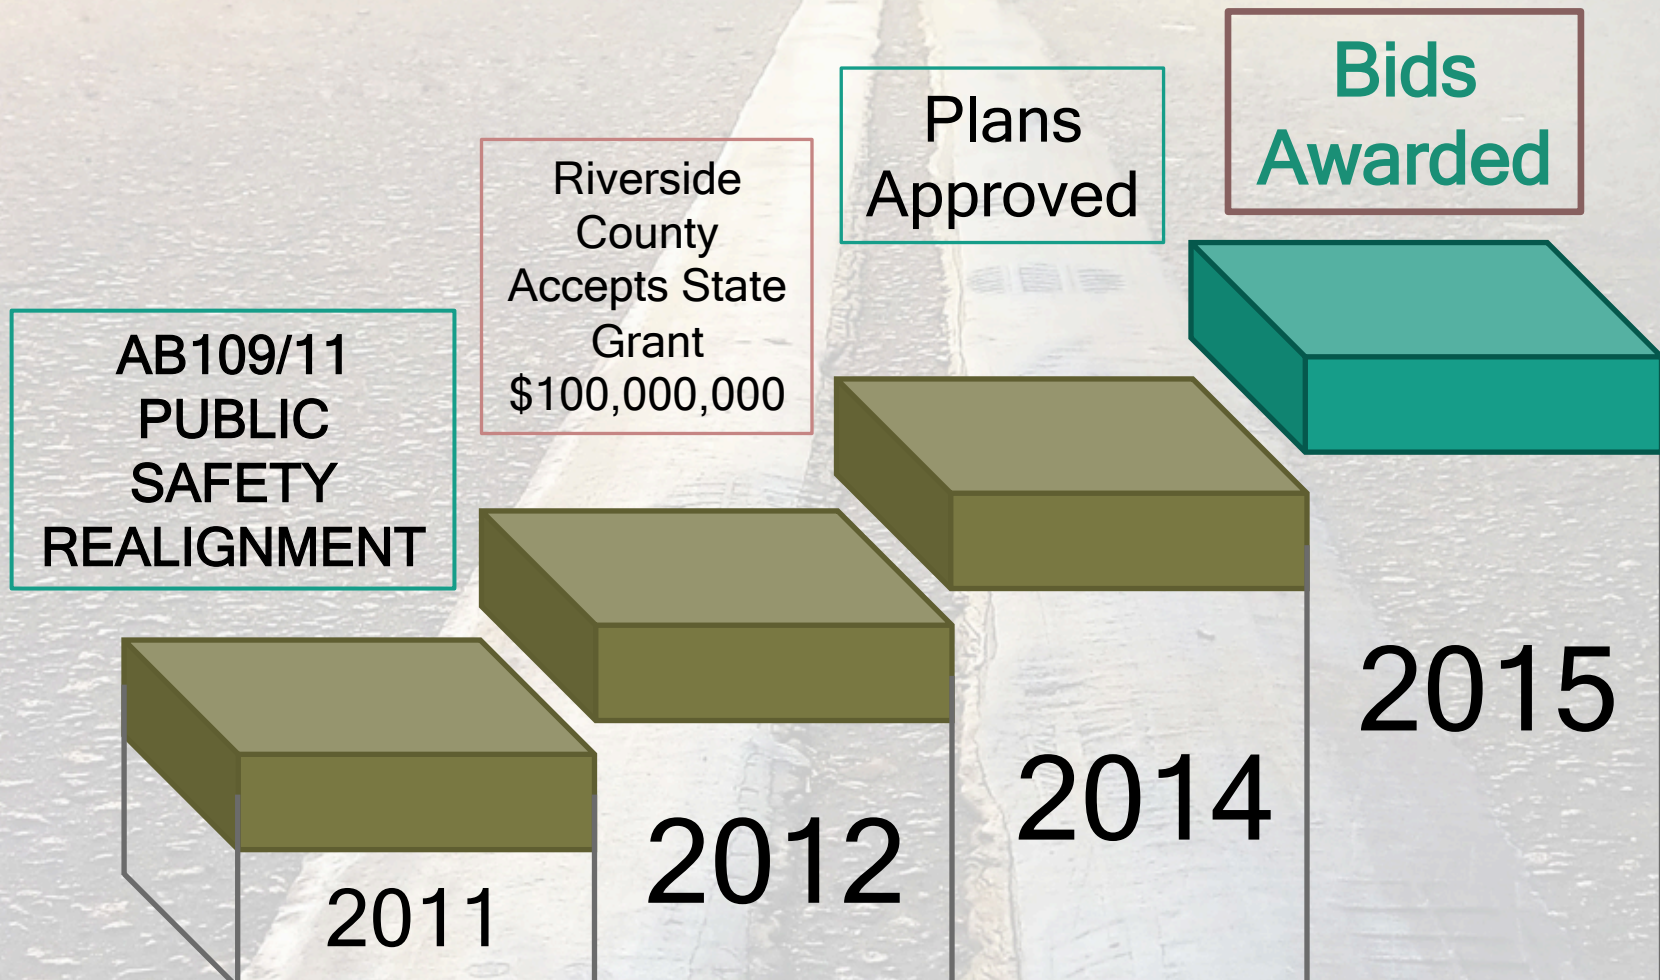 AB109/11
PUBLIC
SAFETY
REALIGNMENT
2011
Riverside
County
Accepts State
Grant
$100,000,000
2012
Plans
Approved
2014
Bids
Awarded
2015